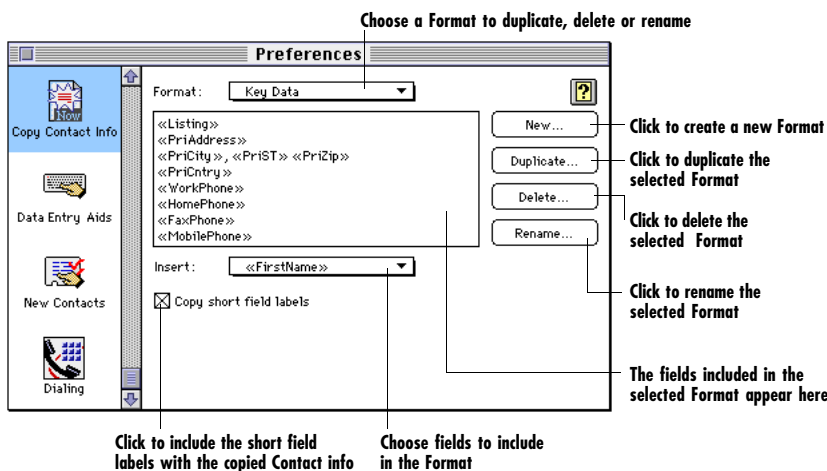 Choose a Format to duplicate, delete or rename
Preferences
Format:
Key Data
?
Now
Copy Contact Info
«Listing»
«PriAddress»
«PriCity», «PriST» «PriZip»
«PriCntry»
«WorkPhone»
«HomePhone»
«FaxPhone»
«MobilePhone»
New...
Duplicate...
Delete...
Rename...
Click to create a new Format
Click to duplicate the
selected Format
Click to delete the
selected Format
Click to rename the
selected Format
The fields included in the
selected Format appear here
Data Entry Aids
Insert:
«FirstName»
New Contacts
Copy short field labels
Dialing
Click to include the short field
labels with the copied Contact info
Choose fields to include
in the Format